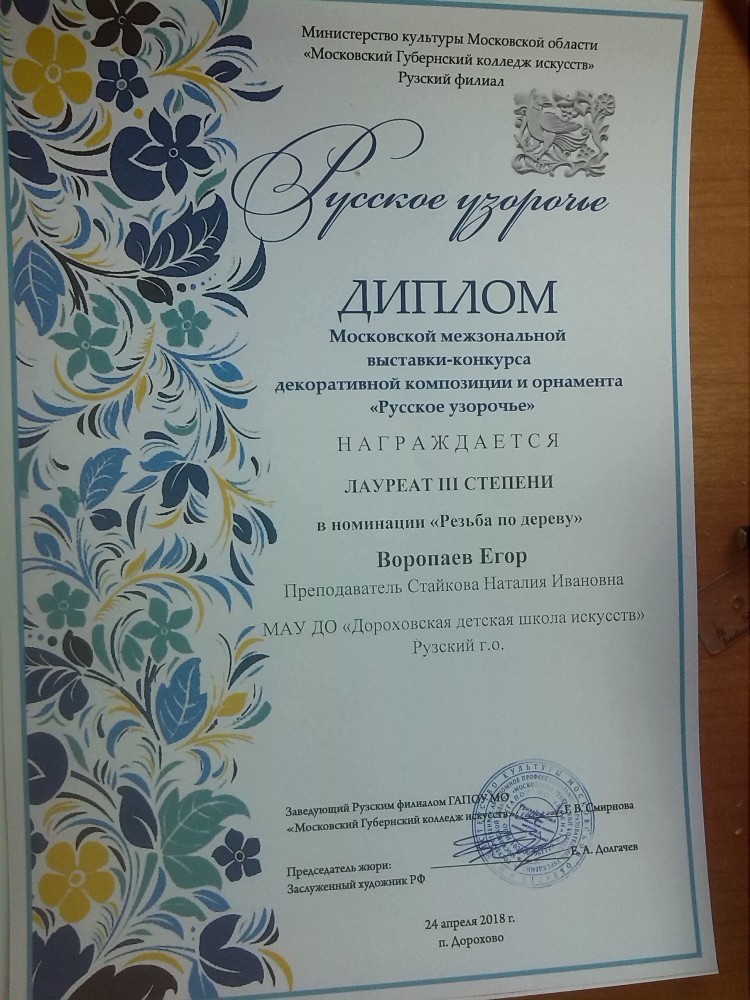 Министерство культуры Московской области
«Московский Губернский колледж искусств»
Рузский филиал
Русское узорочье
ДИПЛОМ
Московской межзональной
выставки-конкурса
декоративной композиции и орнамента
«Русское узорочье»
НАГРАЖДАЕТСЯ
ЛАУРЕАТ III СТЕПЕНИ
в номинации «Резьба по дереву»
Воропаев Егор
Преподаватель Стайкова Наталия Ивановна
МАУ ДО «Дороховская детская школа искусств»
Рузский г.о.
Заведующий Рузским филиалом ГАПОУ МО
«Московский Губернский колледж искусств» Г. В. Смирнова
Председатель жюри: Е. А. Долгачев
Заслуженный художник РФ
24 апреля 2018 г.
п. Дорохово